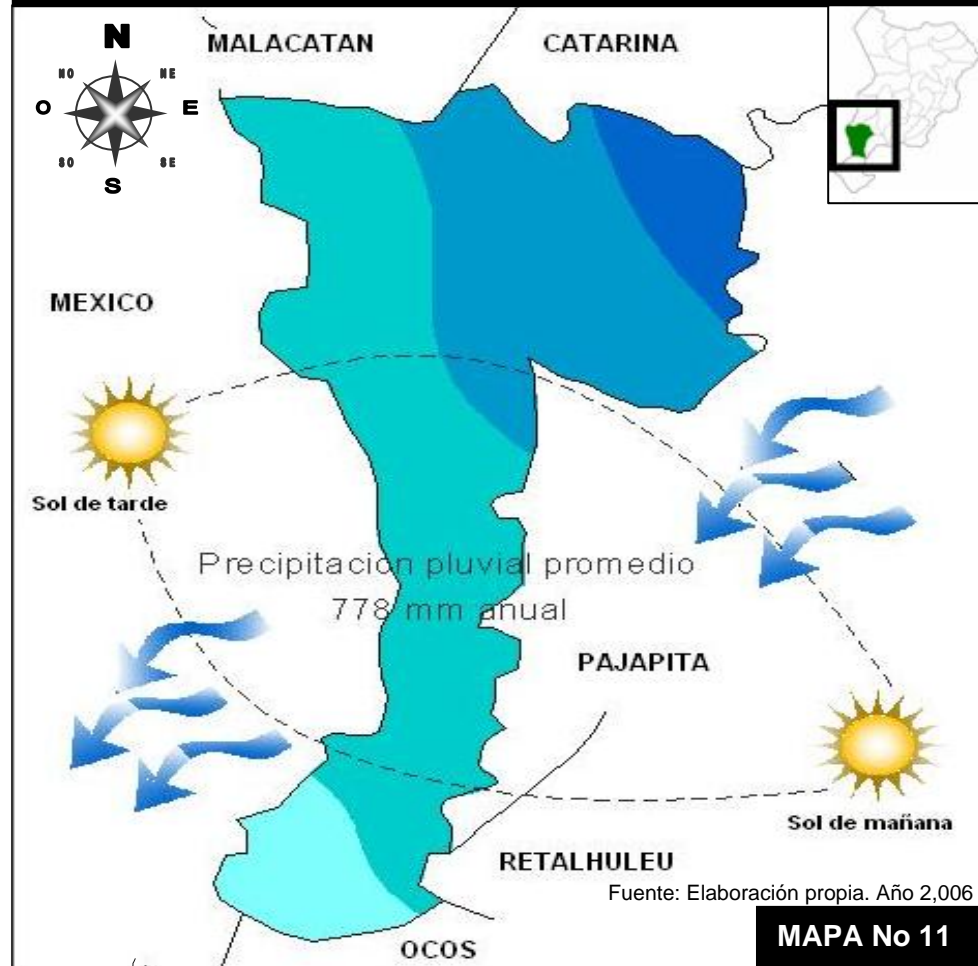 N
MALACATAN
CATARINA
NO
NE
O
E
SO
SE
S
MEXICO
Sol de tarde
Precipitacion pluvial promedio
778 mm anual
PAJAPITA
Sol de mañana
RETALHULEU
Fuente: Elaboración propia. Año 2,006
OCOS
MAPA No 11